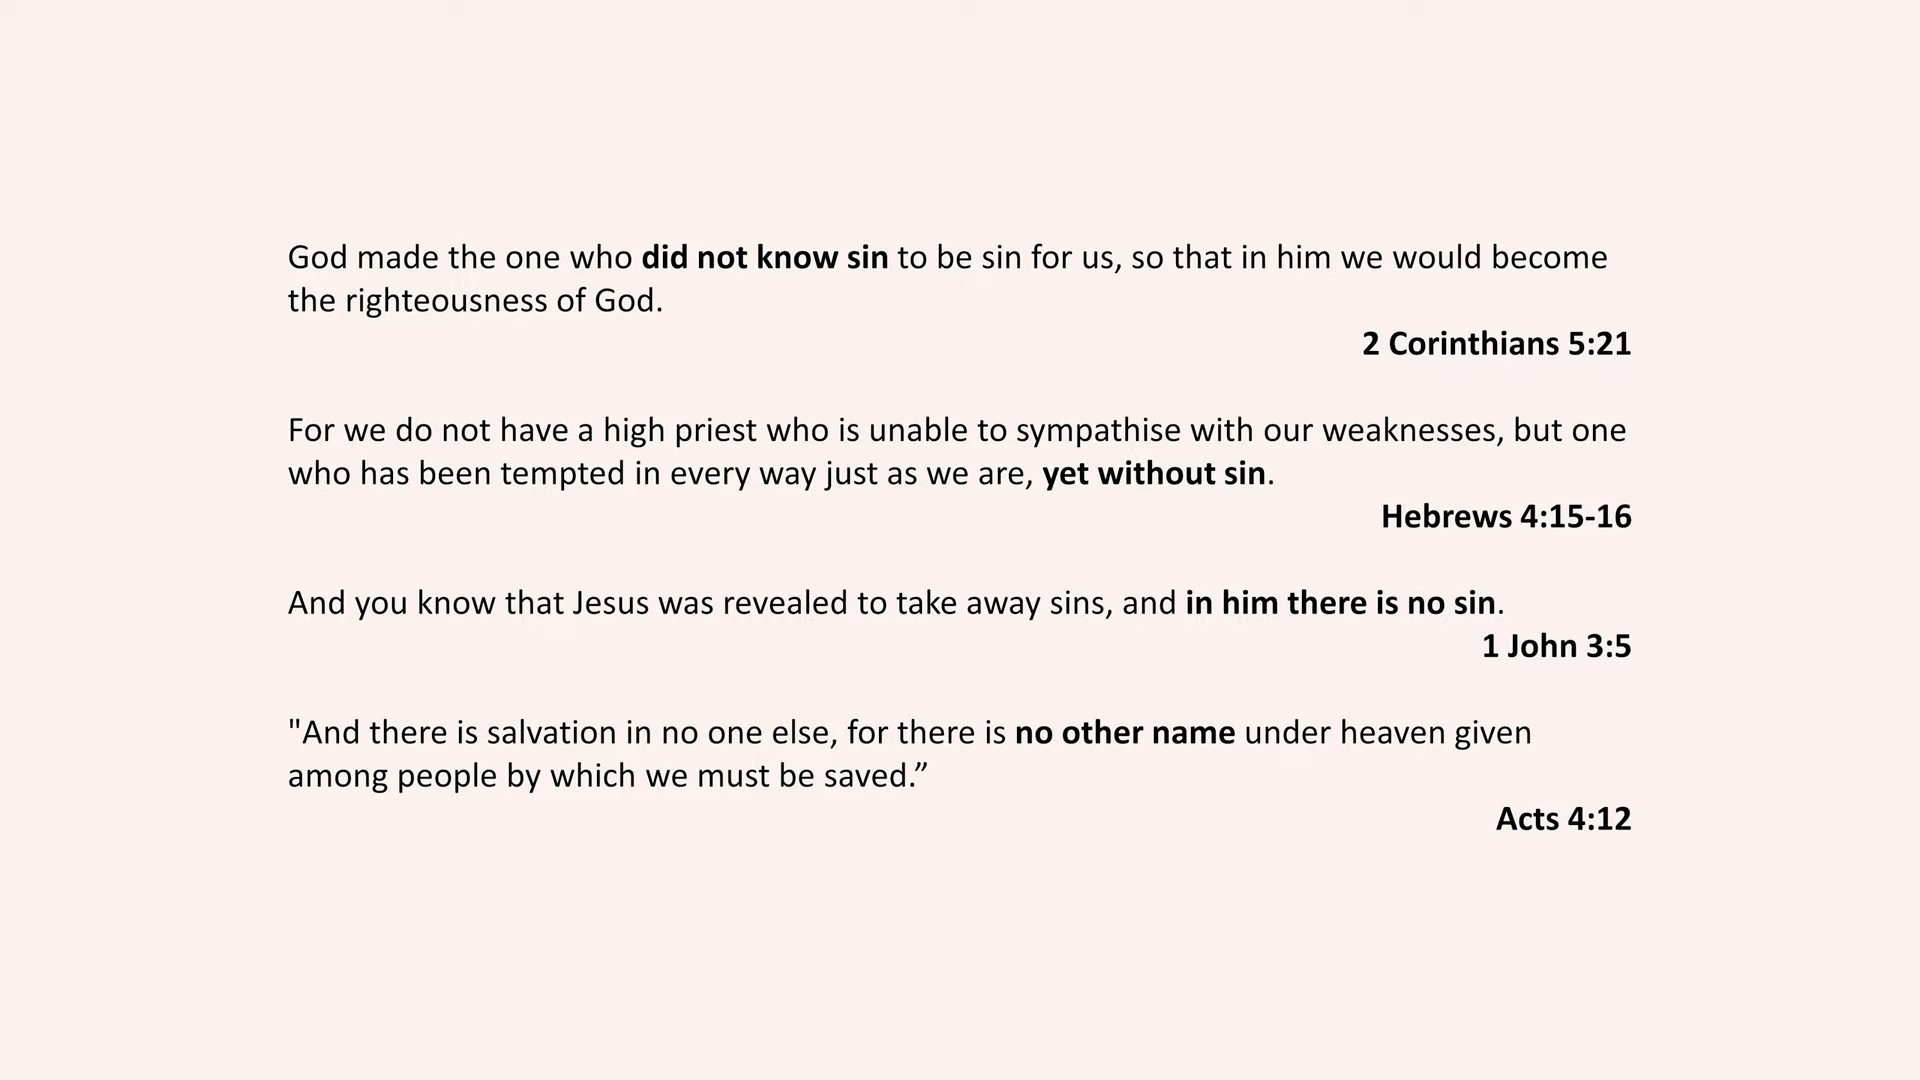 God made the one who did not know sin to be sin for us, so that in him we would become
the righteousness of God.
2 Corinthians 5:21
For we do not have a high priest who is unable to sympathise with our weaknesses, but one
who has been tempted in every way just as we are, yet without sin.
Hebrews 4:15-16
And you know that Jesus was revealed to take away sins, and in him there is no sin.
1 John 3:5
"And there is salvation in no one else, for there is no other name under heaven given
among people by which we must be saved.”
Acts 4:12